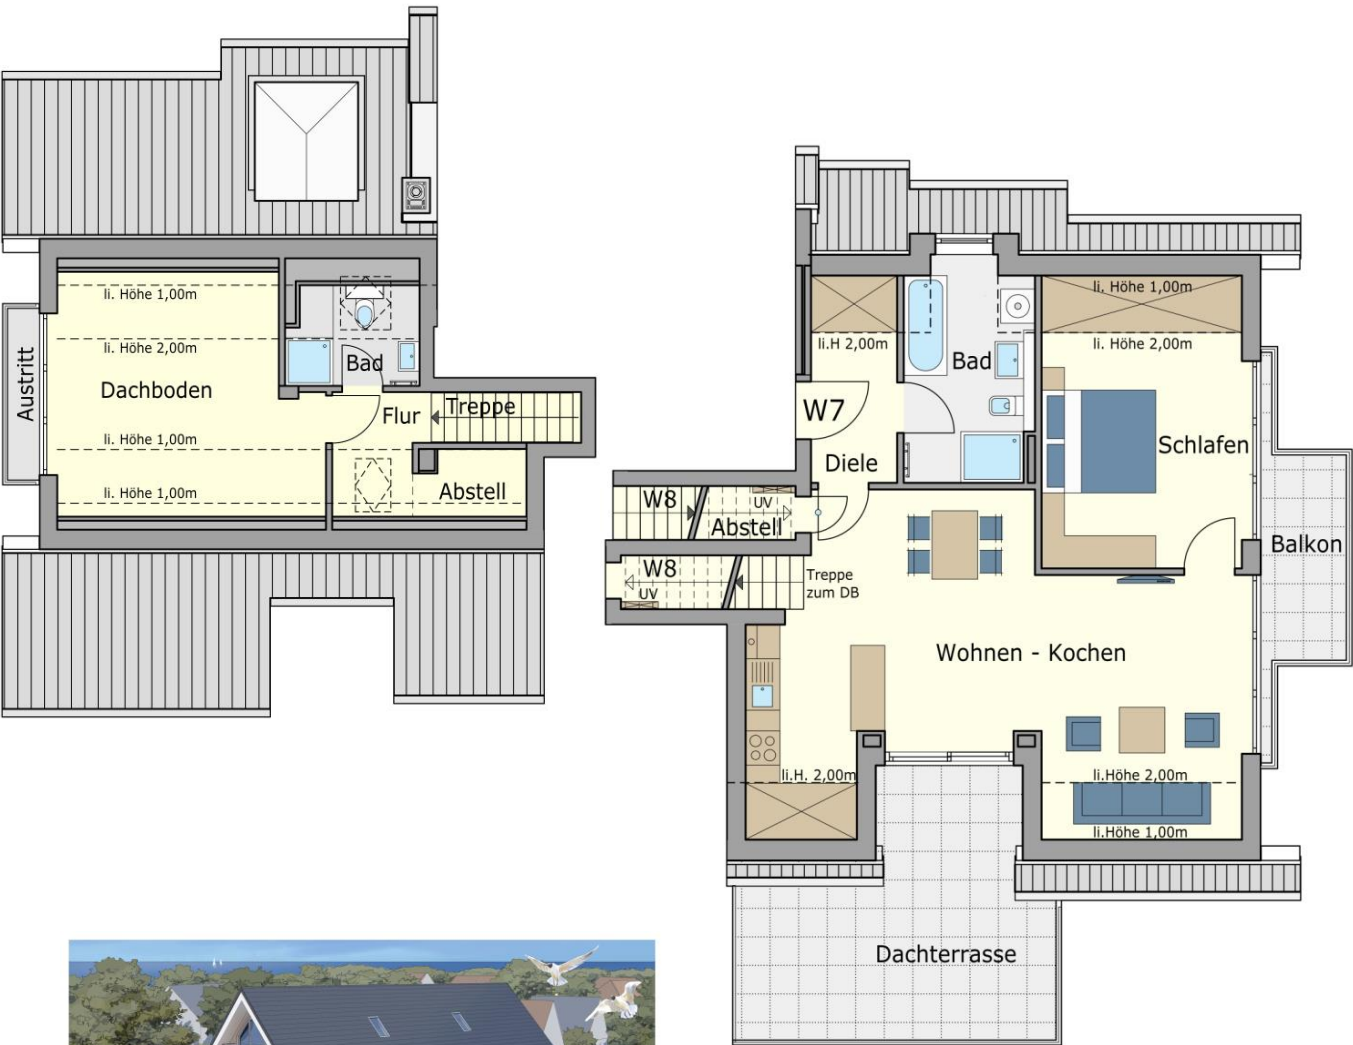 li. Höhe 1,00m
li. Höhe 2,00m
Dachboden
Bad
Austritt
Flur
Treppe
li. Höhe 1,00m
li. Höhe 1,00m
Abstell
li. Höhe 1,00m
li.H 2,00m
li. Höhe 2,00m
Bad
W7
Schlafen
Diele
W8
UV
Abstell
Balkon
W8
UV
Treppe
zum DB
Wohnen - Kochen
li.H. 2,00m
li.Höhe 2,00m
li.Höhe 1,00m
Dachterrasse